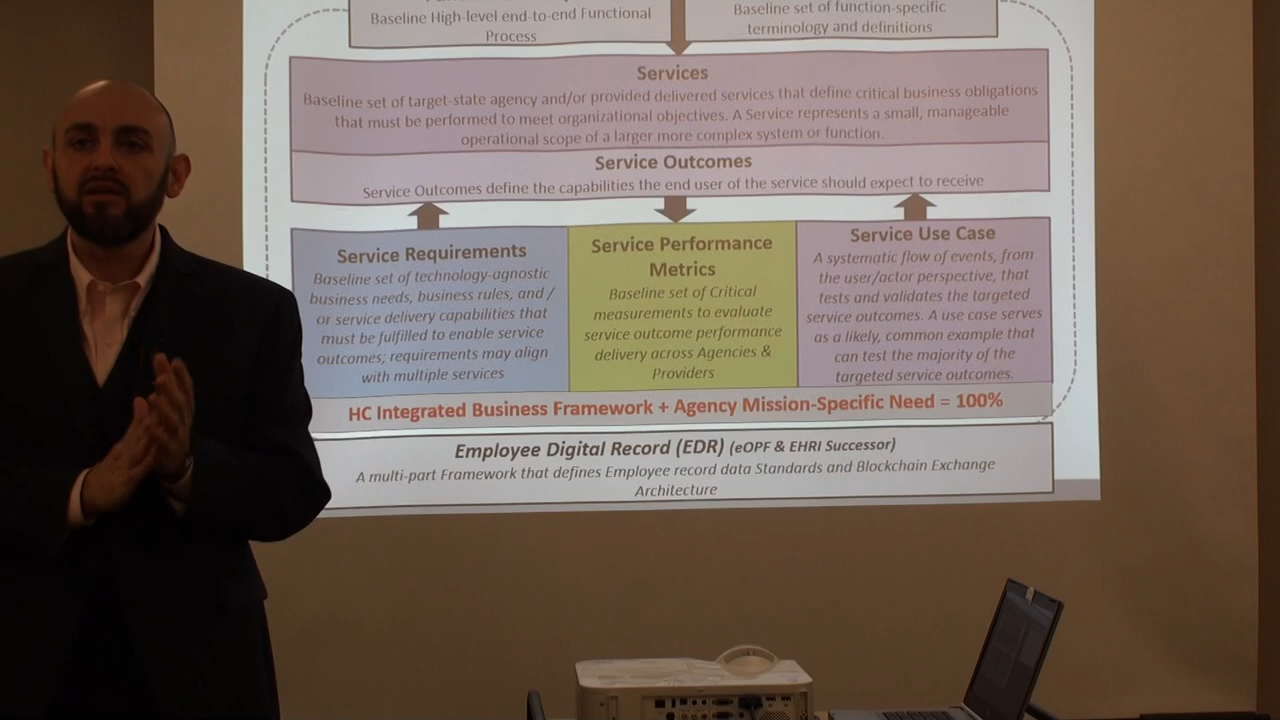 Baseline High-level end-to-end Functional
Process
Baseline set of function-specific
terminology and definitions
Services
Baseline set of target-state agency and/or provided delivered services that define critical business obligations
that must be performed to meet organizational objectives. A Service represents a small, manageable
operational scope of a larger more complex system or function.
Service Outcomes
Service Outcomes define the capabilities the end user of the service should expect to receive
Service Requirements
Baseline set of technology-agnostic
business needs, business rules, and /
or service delivery capabilities that
must be fulfilled to enable service
outcomes; requirements may align
with multiple services
Service Performance
Metrics
Baseline set of Critical
measurements to evaluate
service outcome performance
delivery across Agencies &
Providers
Service Use Case
A systematic flow of events, from
the user/actor perspective, that
tests and validates the targeted
service outcomes. A use case serves
as a likely, common example that
can test the majority of the
targeted service outcomes.
HC Integrated Business Framework + Agency Mission-Specific Need = 100%
Employee Digital Record (EDR) (eOPF & EHRI Successor)
A multi-part Framework that defines Employee record data Standards and Blockchain Exchange
Architecture